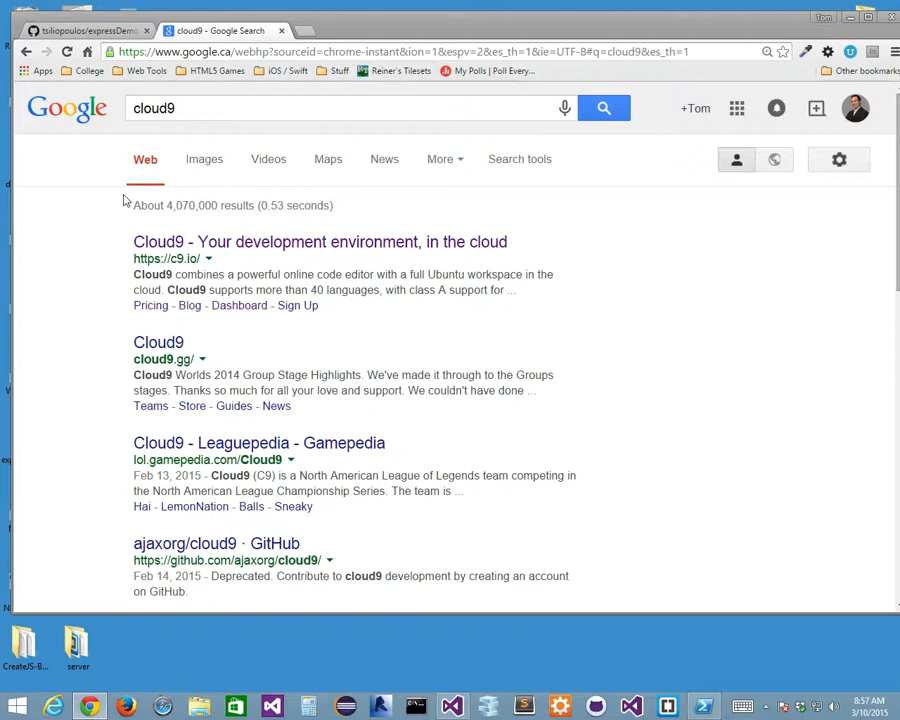 Tom
tsiliopoulos/expressDemo
cloud9 - Google Search
https://www.google.ca/webhp?sourceid=chrome-instant&ion=1&espv=2&es_th=1&ie=UTF-8#q=cloud9&es_th=1
Apps College Web Tools HTML5 Games iOS / Swift Stuff Reiner's Tilesets My Polls | Poll Every... Other bookmarks
Google cloud9 +Tom
Web Images Videos Maps News More Search tools
About 4,070,000 results (0.53 seconds)
Cloud9 - Your development environment, in the cloud
https://c9.io/
Cloud9 combines a powerful online code editor with a full Ubuntu workspace in the
cloud. Cloud9 supports more than 40 languages, with class A support for ...
Pricing - Blog - Dashboard - Sign Up
Cloud9
cloud9.gg/
Cloud9 Worlds 2014 Group Stage Highlights. We've made it through to the Groups
stages. Thanks so much for all your love and support. We couldn't have done ...
Teams - Store - Guides - News
Cloud9 - Leaguepedia - Gamepedia
lol.gamepedia.com/Cloud9
Feb 13, 2015 - Cloud9 (C9) is a North American League of Legends team competing in
the North American League Championship Series. The team is ...
Hai - LemonNation - Balls - Sneaky
ajaxorg/cloud9 · GitHub
https://github.com/ajaxorg/cloud9/
Feb 14, 2015 - Deprecated. Contribute to cloud9 development by creating an account
on GitHub.
CreateJS-B... server
8:57 AM
3/10/2015